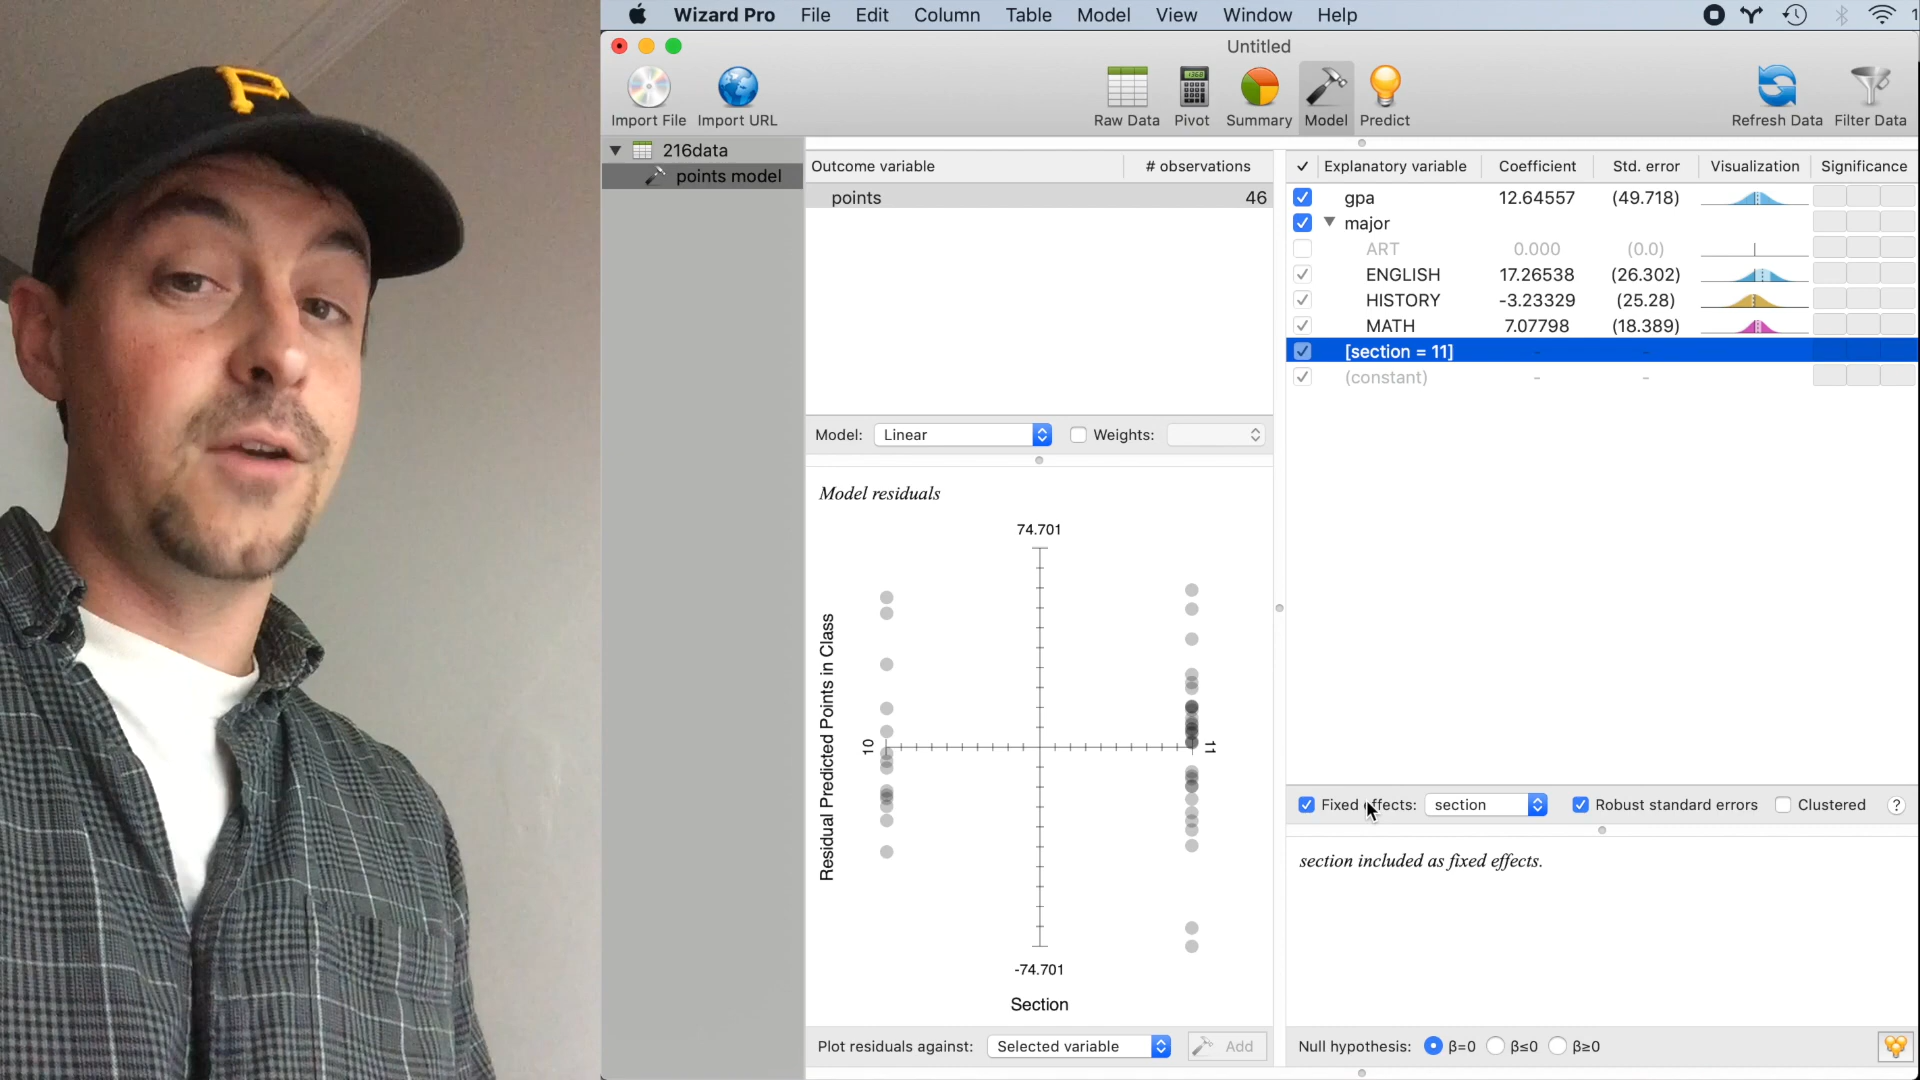 P
Wizard Pro File Edit Column Table Model View Window Help 1
Untitled
Import File Import URL Raw Data Pivot Summary Model Predict Refresh Data Filter Data
216data
points model
Outcome variable # observations
points 46
Model: Linear Weights:
Model residuals
74.701
Residual Predicted Points in Class
10
11
-74.701
Section
Plot residuals against: Selected variable Add
Explanatory variable Coefficient Std. error Visualization Significance
gpa 12.64557 (49.718)
major
ART 0.000 (0.0)
ENGLISH 17.26538 (26.302)
HISTORY -3.23329 (25.28)
MATH 7.07798 (18.389)
[section = 11] - -
(constant) - -
Fixed effects: section Robust standard errors Clustered ?
section included as fixed effects.
Null hypothesis: β=0 β≤0 β≥0